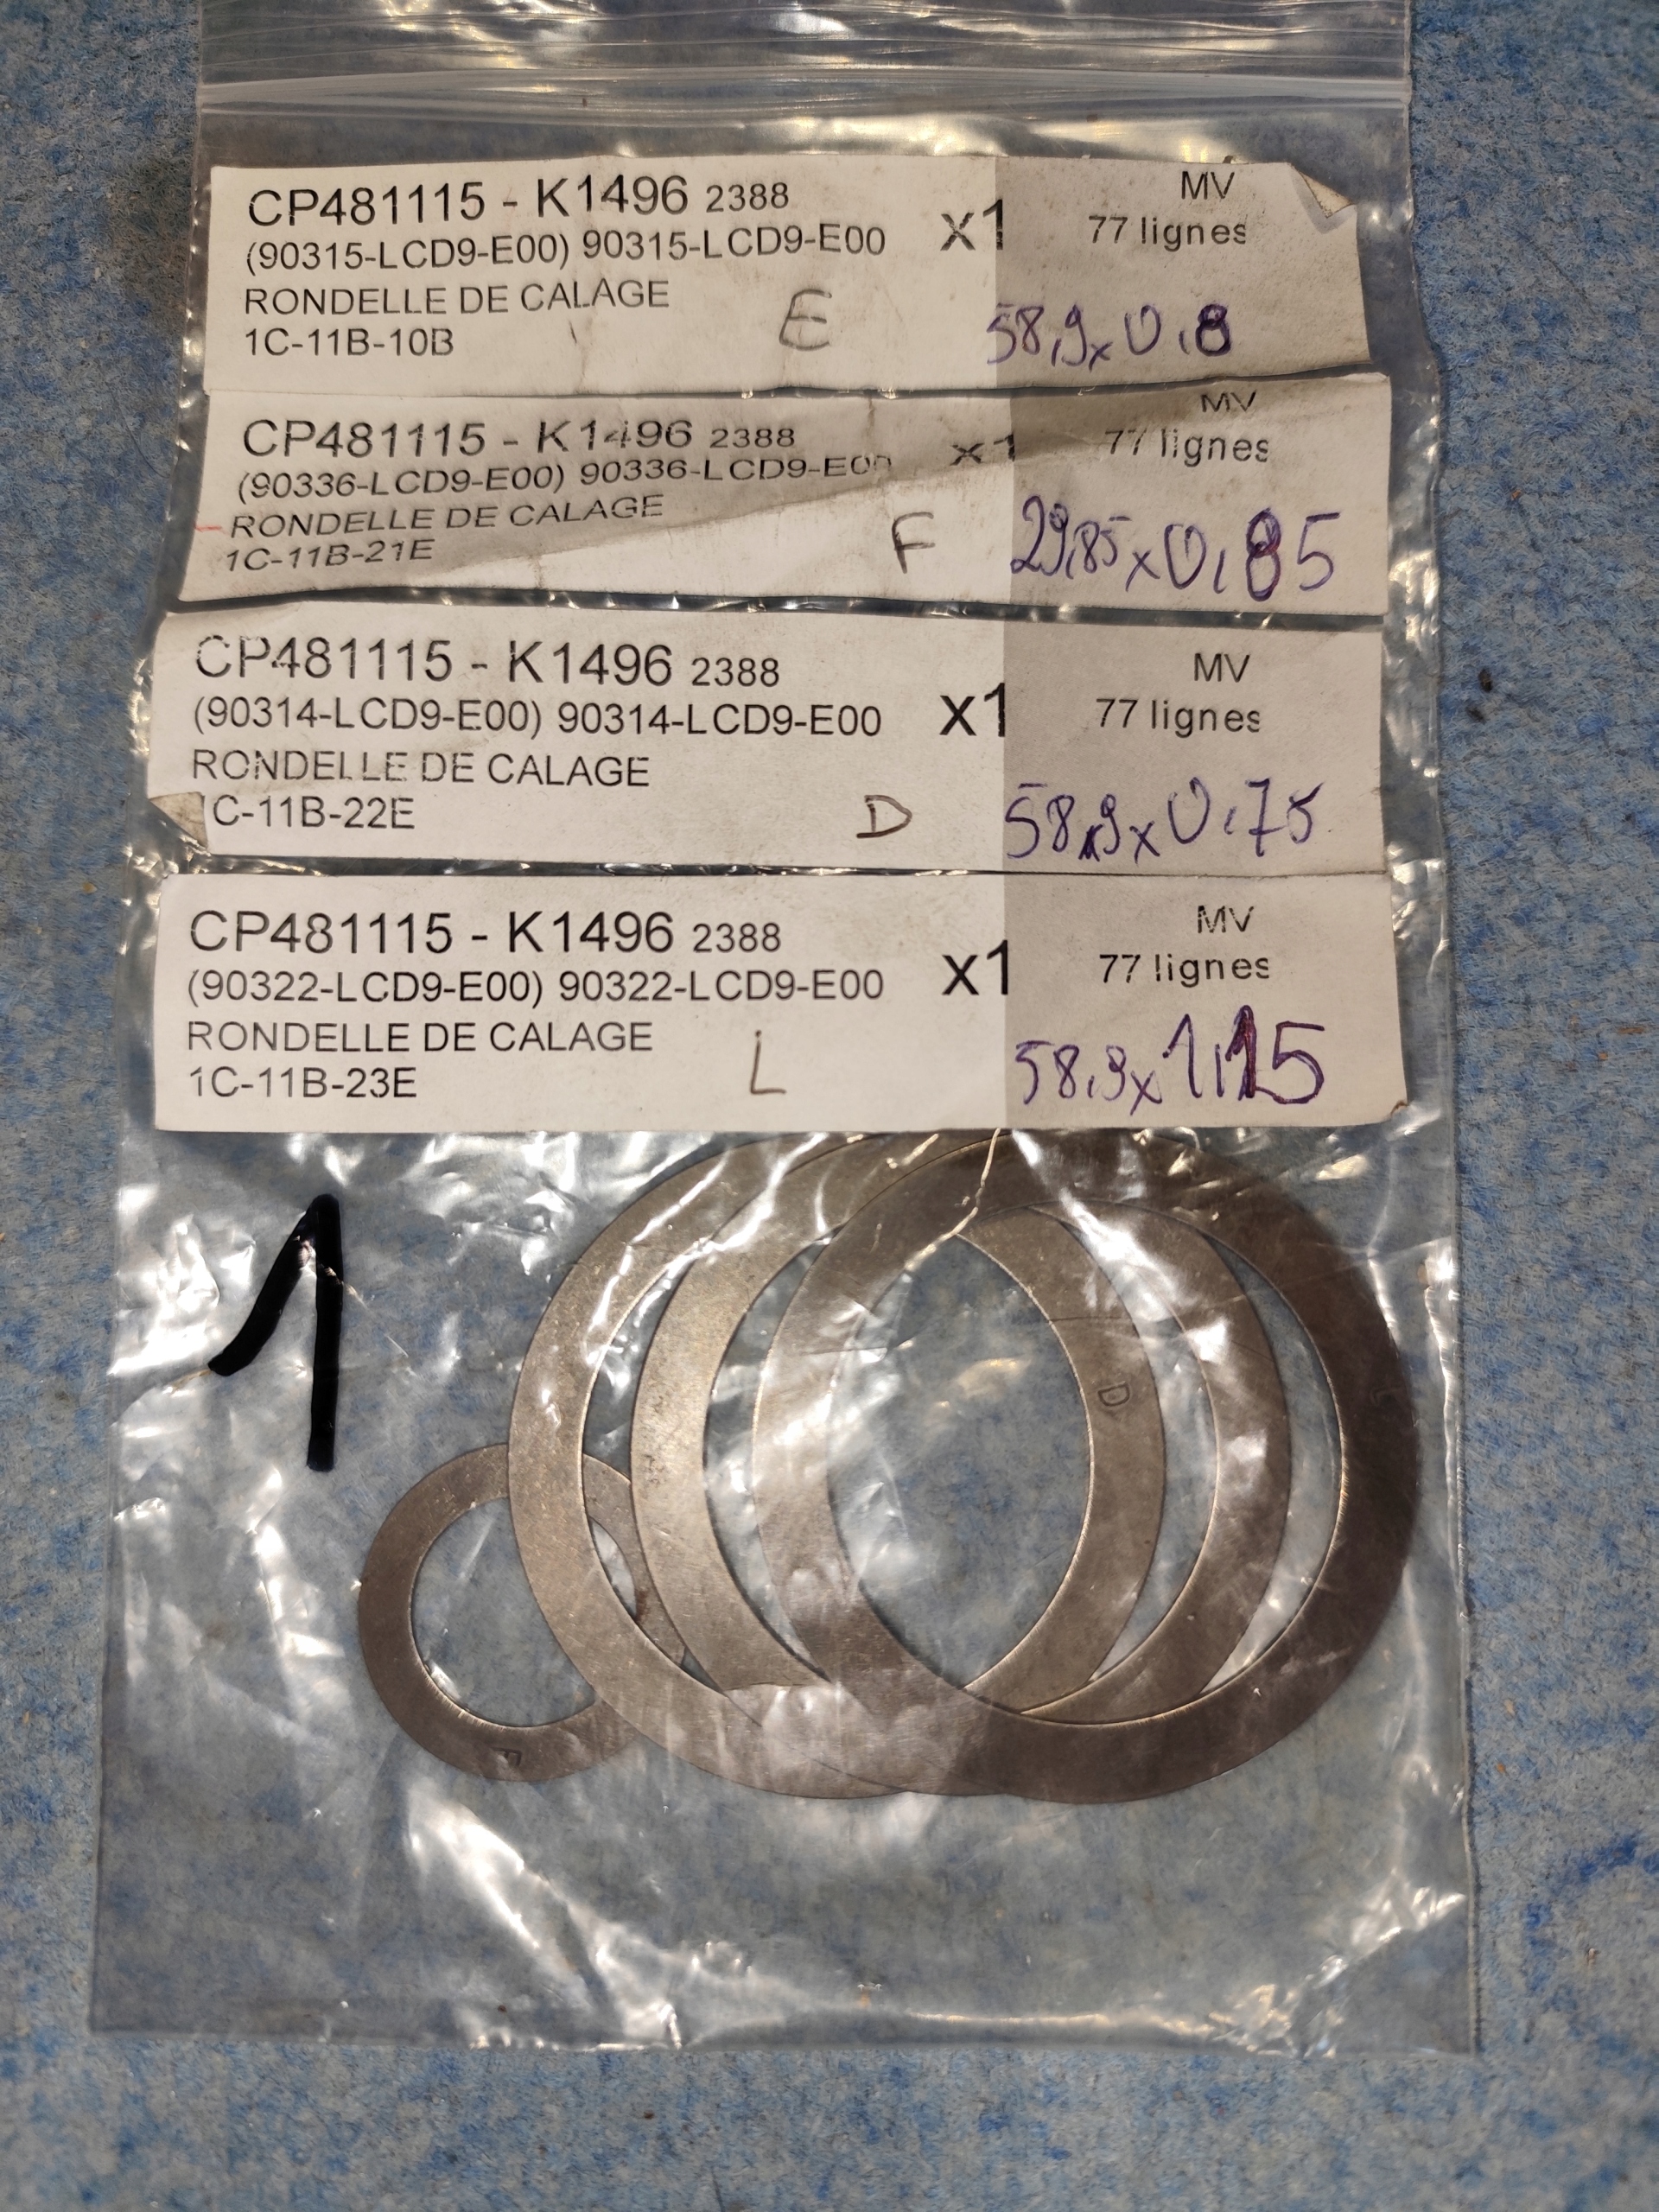 CP481115 - K1496 2388 x1 MV
(90315-LCD9-E00) 90315-LCD9-E00 77 lignes
RONDELLE DE CALAGE E
1C-11B-10B 58,9x0,8
CP481115 - K1496 2388 x1 MV
(90336-LCD9-E00) 90336-LCD9-E00 77 lignes
RONDELLE DE CALAGE F
1C-11B-21E 29,85x0,85
CP481115 - K1496 2388 x1 MV
(90314-LCD9-E00) 90314-LCD9-E00 77 lignes
RONDELLE DE CALAGE
C-11B-22E D 58,9x0,75
CP481115 - K1496 2388 x1 MV
(90322-LCD9-E00) 90322-LCD9-E00 77 lignes
RONDELLE DE CALAGE L
1C-11B-23E 58,9x1,15
1
D
L
F